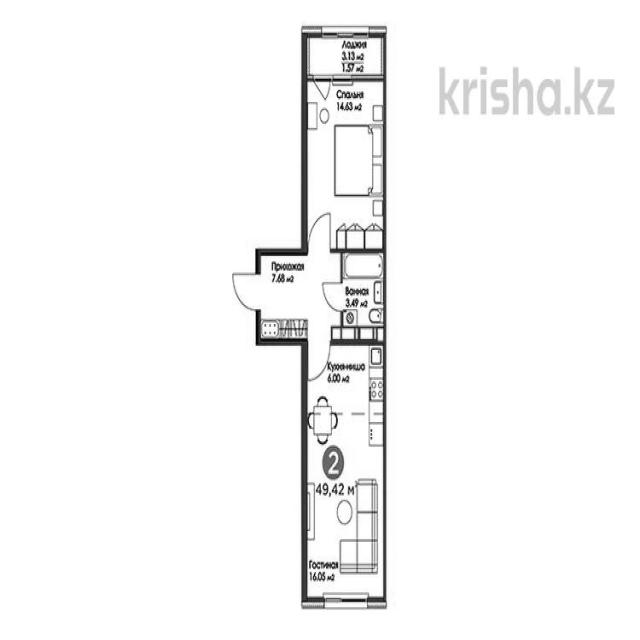 Лоджия
3.13 м2
1.57 м2
krisha.kz
Спальня
14.63 м2
Прихожая
7.68 м2
Ванная
3.49 м2
Кухня-ниша
6.00 м2
2
49,42 м
Гостиная
16.05 м2